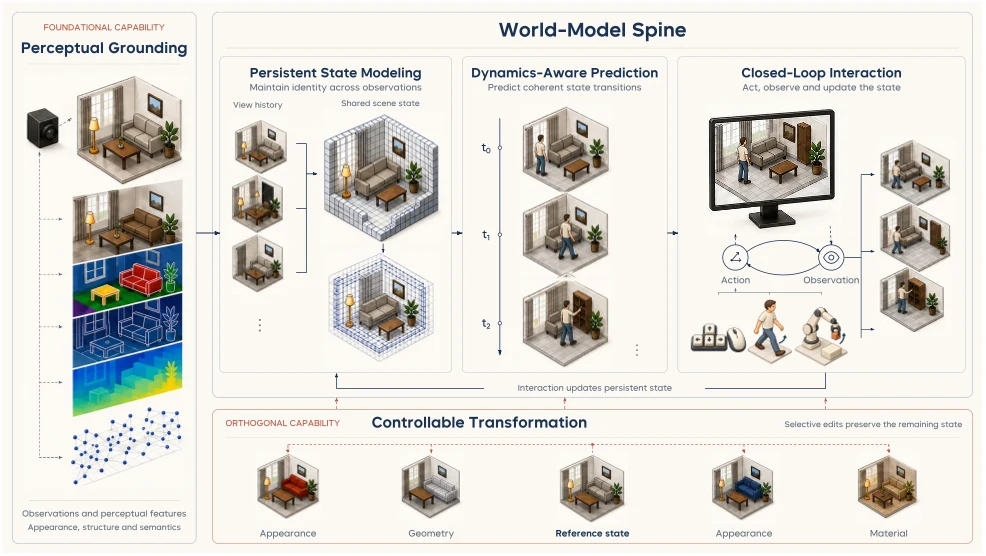 FOUNDATIONAL CAPABILITY
Perceptual Grounding
Observations and perceptual features
Appearance, structure and semantics
World-Model Spine
Persistent State Modeling
Maintain identity across observations
View history
Shared scene state
Dynamics-Aware Prediction
Predict coherent state transitions
t0
t1
t2
Closed-Loop Interaction
Act, observe and update the state
Action
Observation
Interaction updates persistent state
ORTHOGONAL CAPABILITY
Controllable Transformation
Selective edits preserve the remaining state
Appearance
Geometry
Reference state
Appearance
Material